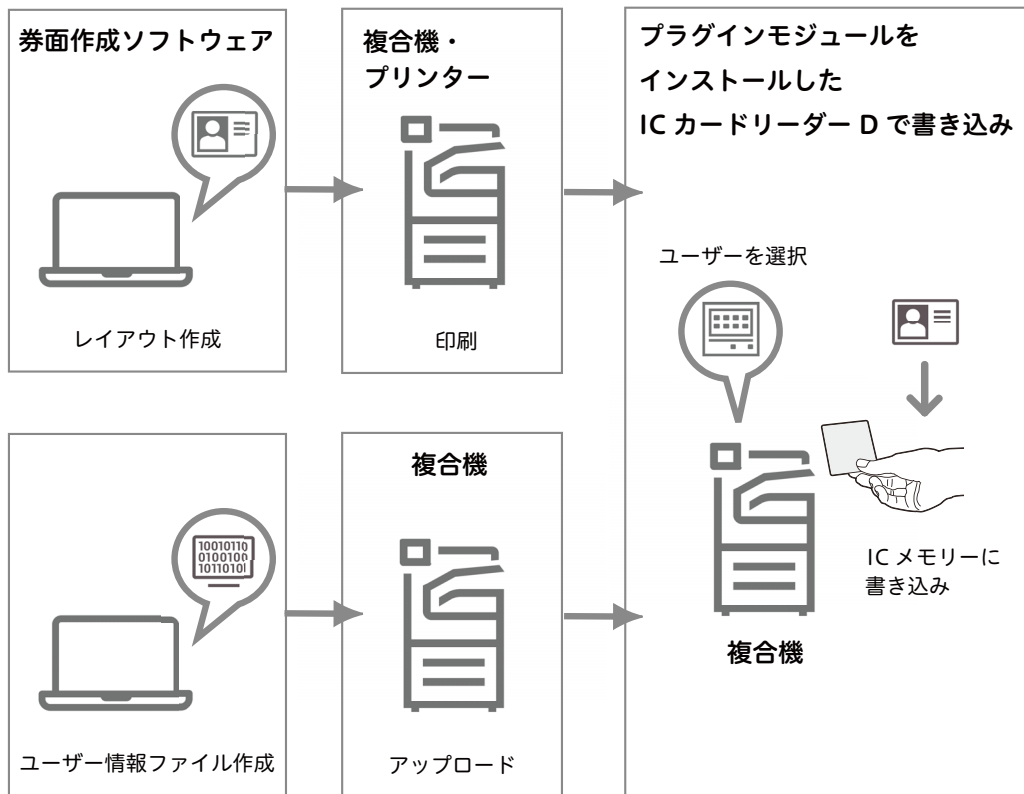 券面作成ソフトウェア
レイアウト作成
複合機・
プリンター
印刷
プラグインモジュールを
インストールした
IC カードリーダー D で書き込み
ユーザーを選択
IC メモリーに
書き込み
複合機
10010110
0100100
1011010
ユーザー情報ファイル作成
複合機
アップロード